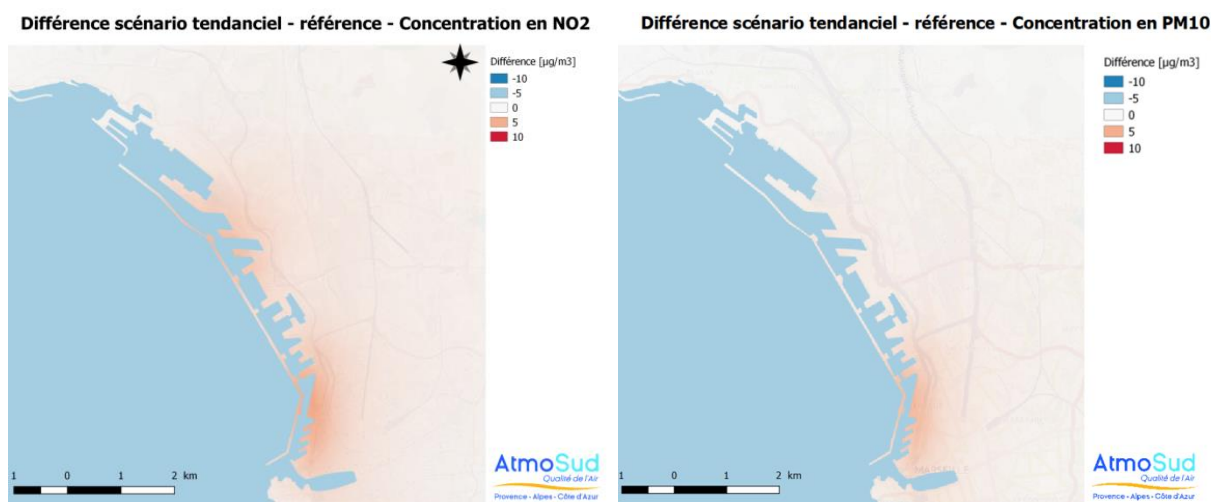 Différence scénario tendanciel - référence - Concentration en NO2
Différence [µg/m3]
-10
-5
0
5
10
1 0 1 2 km
AtmoSud
Qualité de l'Air
Provence - Alpes - Côte d'Azur
Différence scénario tendanciel - référence - Concentration en PM10
Différence [µg/m3]
-10
-5
0
5
10
1 0 1 2 km
AtmoSud
Qualité de l'Air
Provence - Alpes - Côte d'Azur